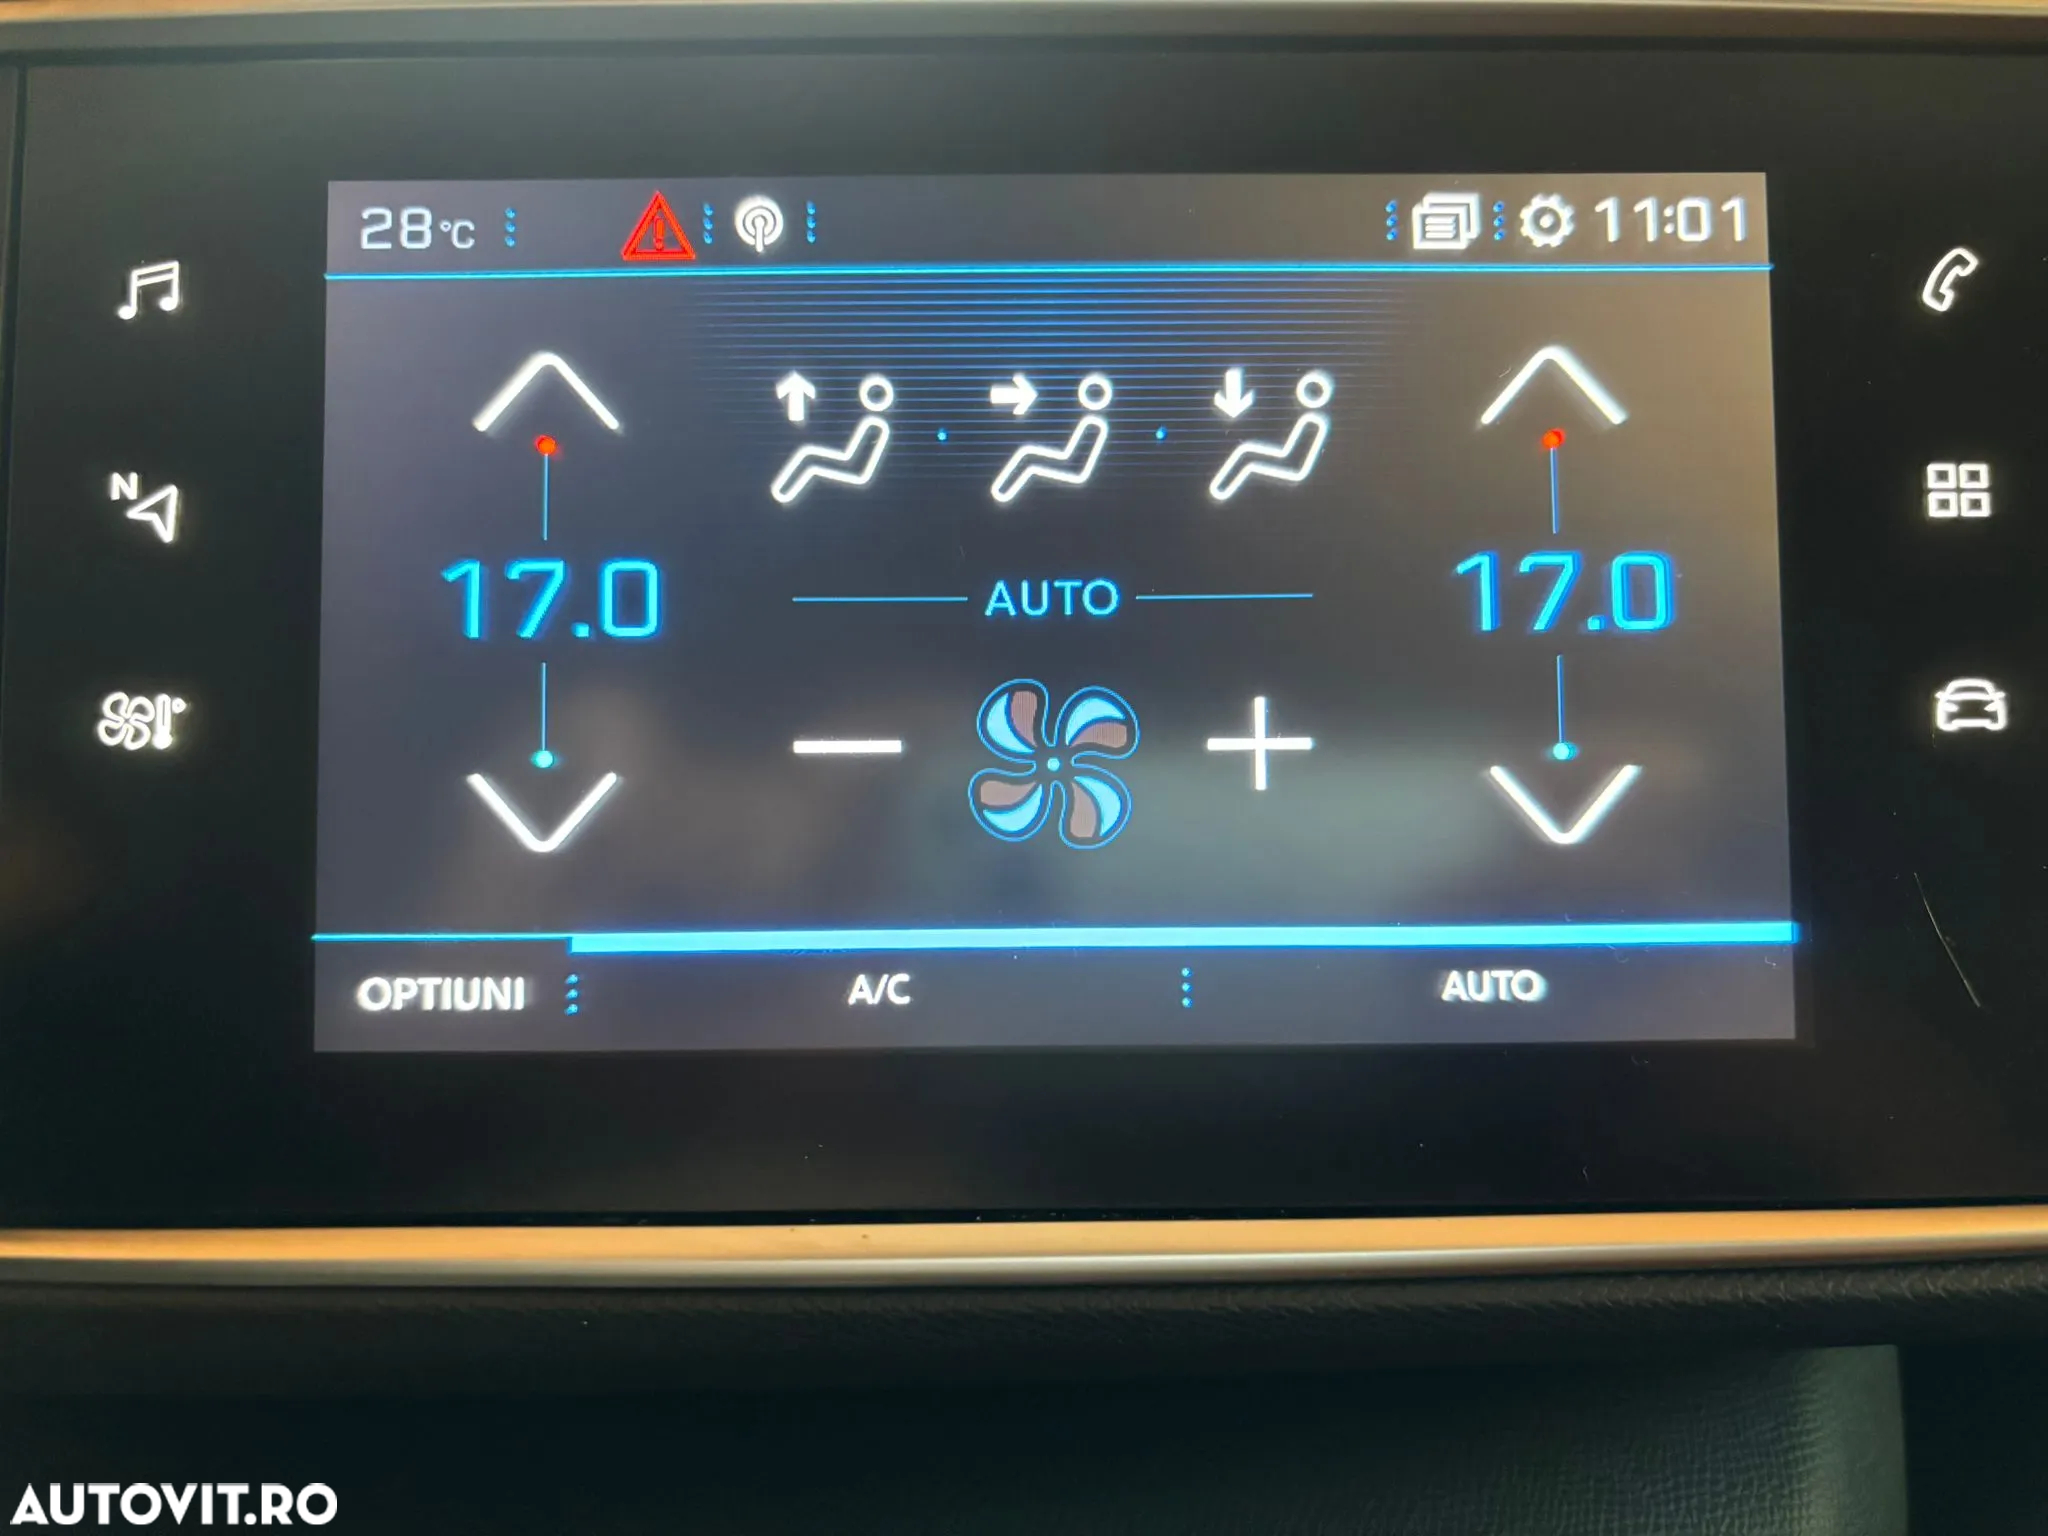 28°C 11:01
N
17.0 AUTO 17.0
OPTIUNI A/C AUTO
AUTOVIT.RO